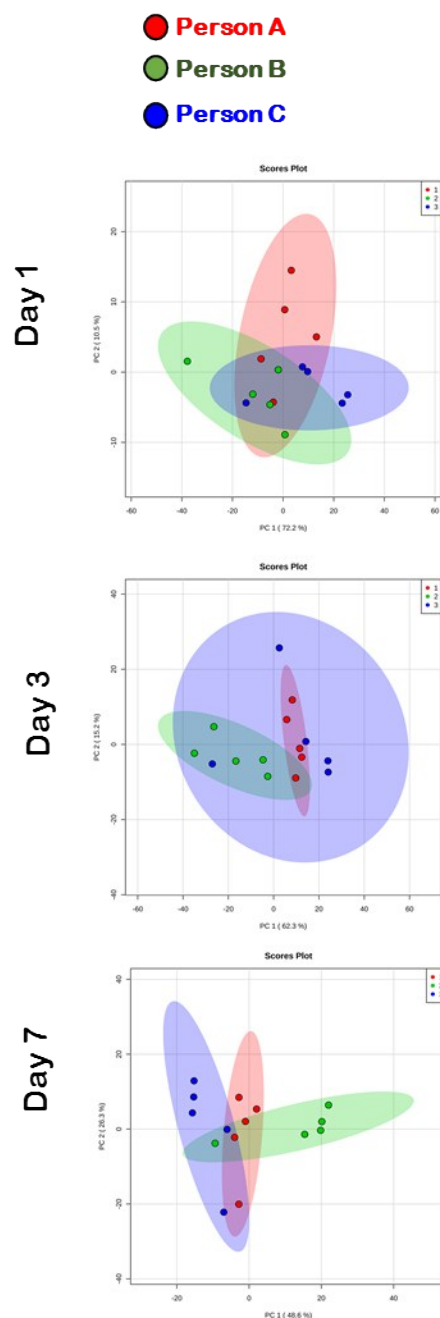 Person A
Person B
Person C
Day 1
Scores Plot
1
2
3
PC 2 ( 10.5 %)
20
10
0
-10
-60
-40
-20
0
20
40
60
PC 1 ( 72.2 %)
Day 3
Scores Plot
1
2
3
PC 2 ( 15.2 %)
40
20
0
-20
-40
-60
-40
-20
0
20
40
60
PC 1 ( 62.3 %)
Day 7
Scores Plot
PC 2 ( 26.3 %)
40
20
0
-20
-40
-20
0
20
40
PC 1 ( 48.6 %)